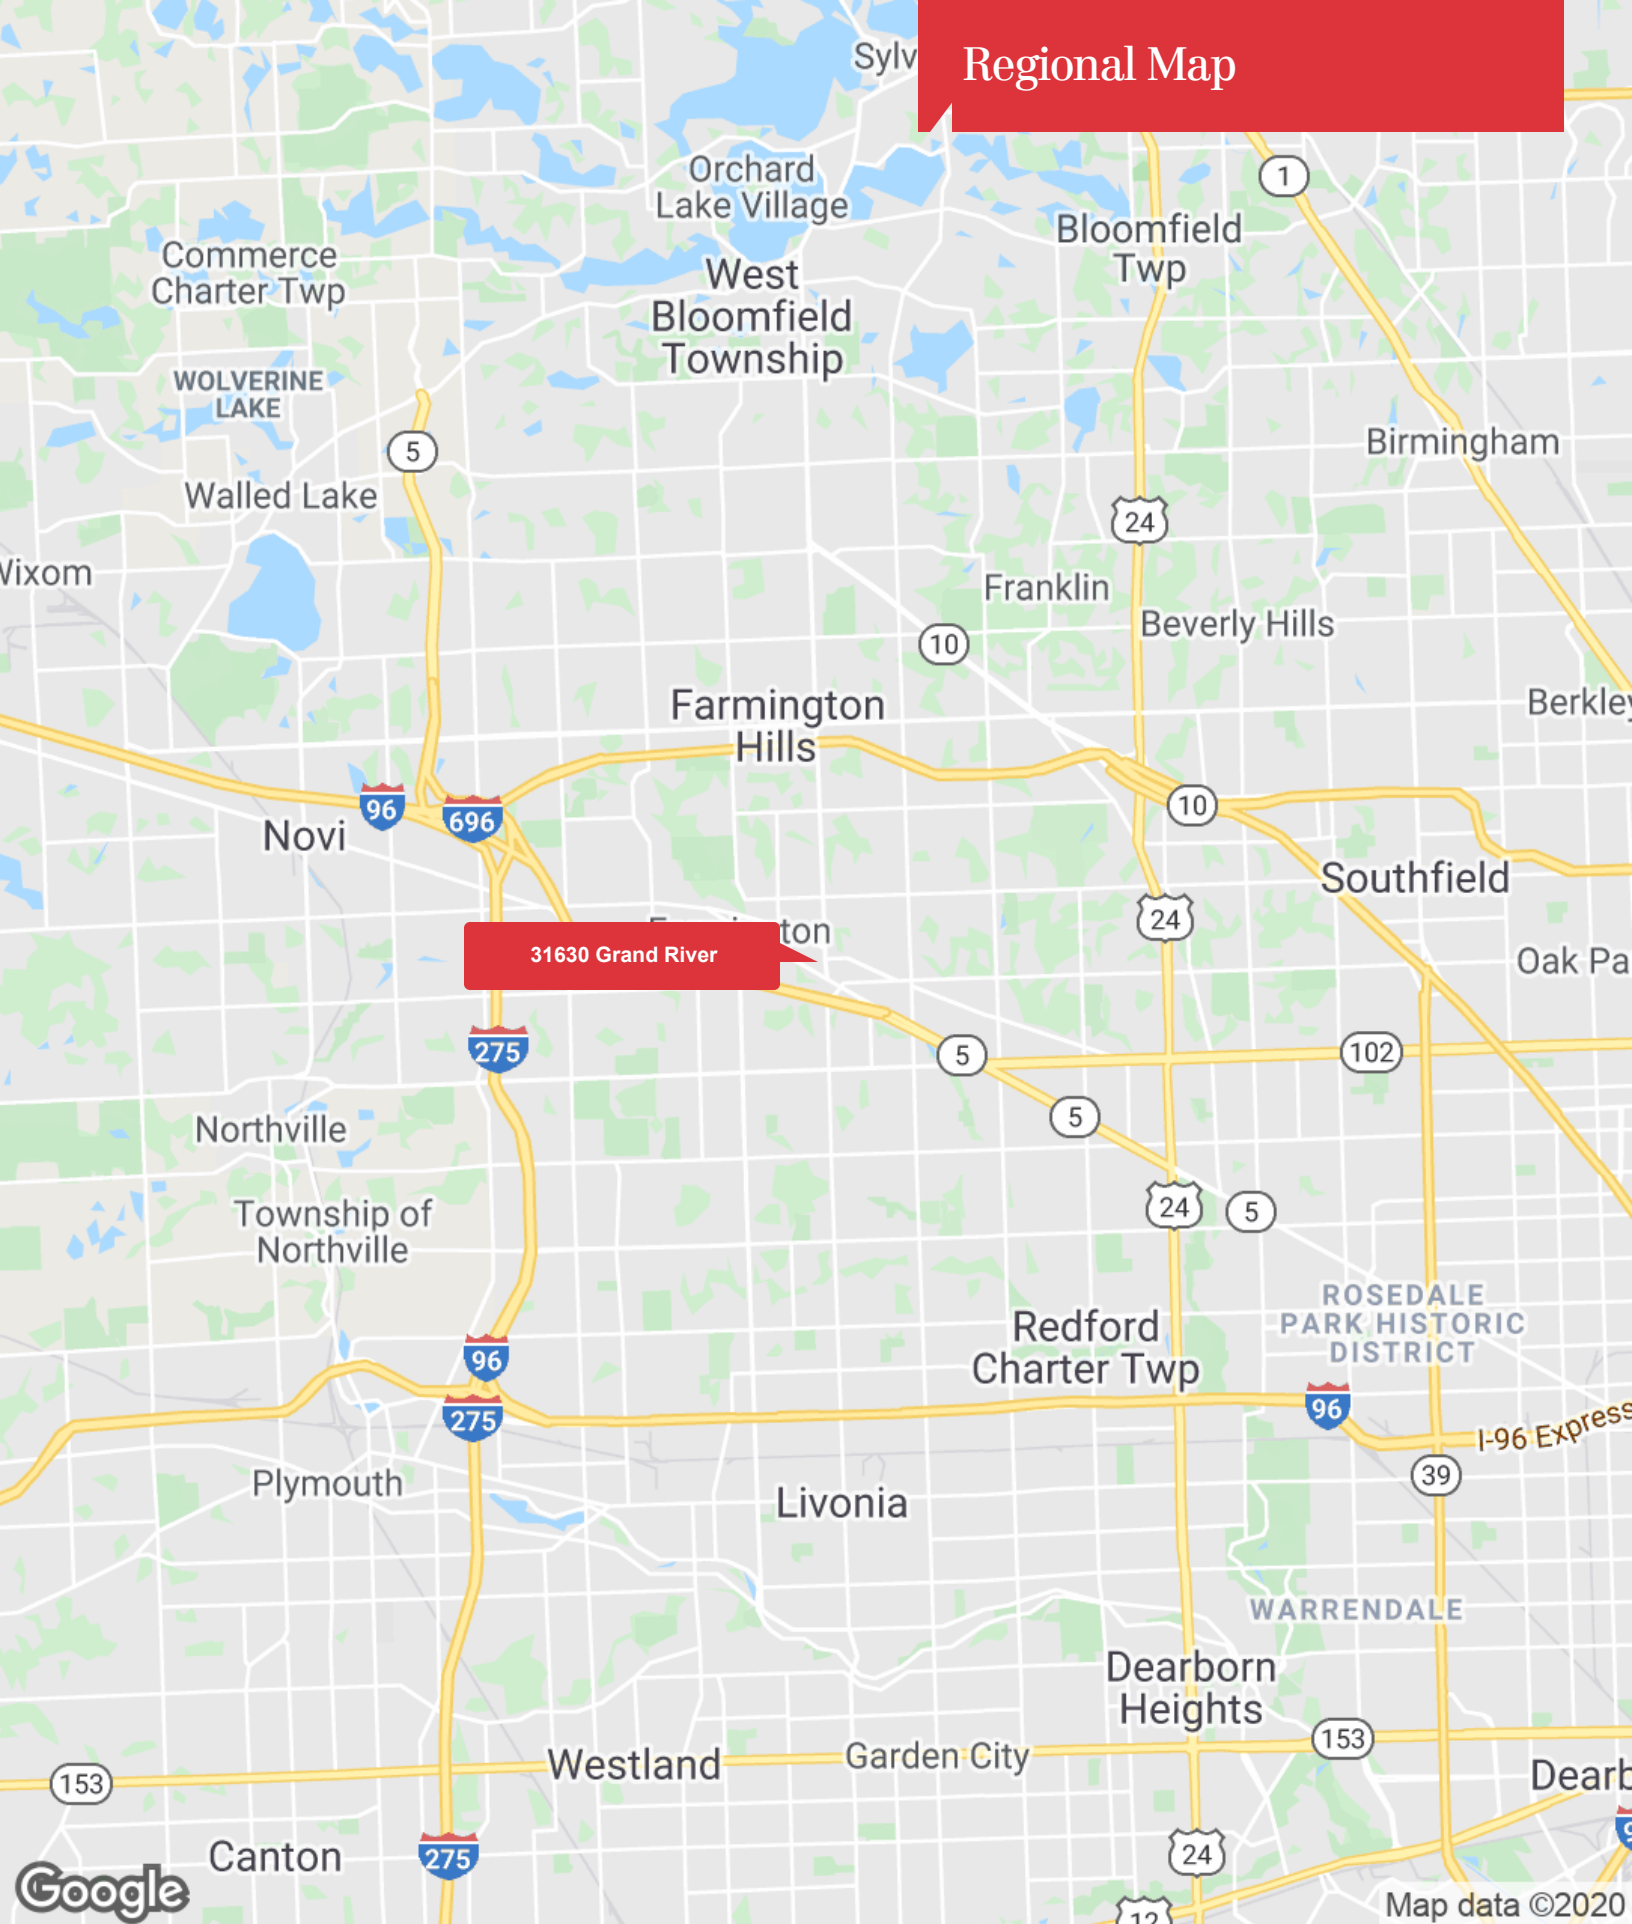 Sylv
Regional Map
1
Orchard
Lake Village
Bloomfield
Twp
Commerce
Charter Twp
West
Bloomfield
Township
WOLVERINE
LAKE
5
Birmingham
Walled Lake
24
Wixom
Franklin
Beverly Hills
10
Farmington
Hills
Berkley
96
696
10
Novi
Southfield
24
ton
31630 Grand River
Oak Pa
275
5
102
5
Northville
24
5
Township of
Northville
ROSEDALE
PARK HISTORIC
DISTRICT
Redford
Charter Twp
96
275
96
I-96 Express
39
Plymouth
Livonia
WARRENDALE
Dearborn
Heights
153
Westland
Garden City
153
Dearb
Canton
275
24
9
Google
12
Map data ©2020